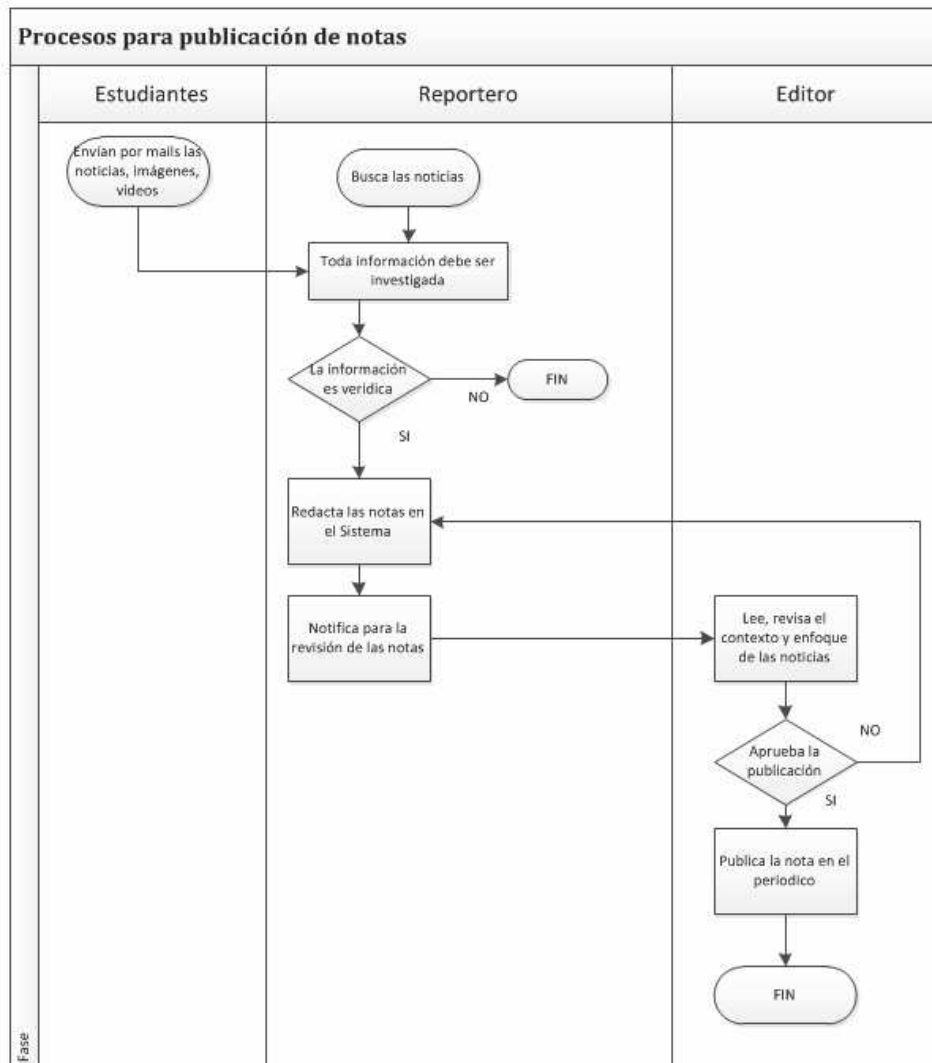 Procesos para publicación de notas
Estudiantes
Reportero
Editor
Envían por mails las
noticias, imágenes,
videos
Busca las noticias
Toda información debe ser
investigada
La información
es verídica
NO
FIN
SI
Redacta las notas en
el Sistema
Notifica para la
revisión de las notas
Lee, revisa el
contexto y enfoque
de las noticias
Aprueba la
publicación
NO
SI
Publica la nota en el
periodico
FIN
Fase